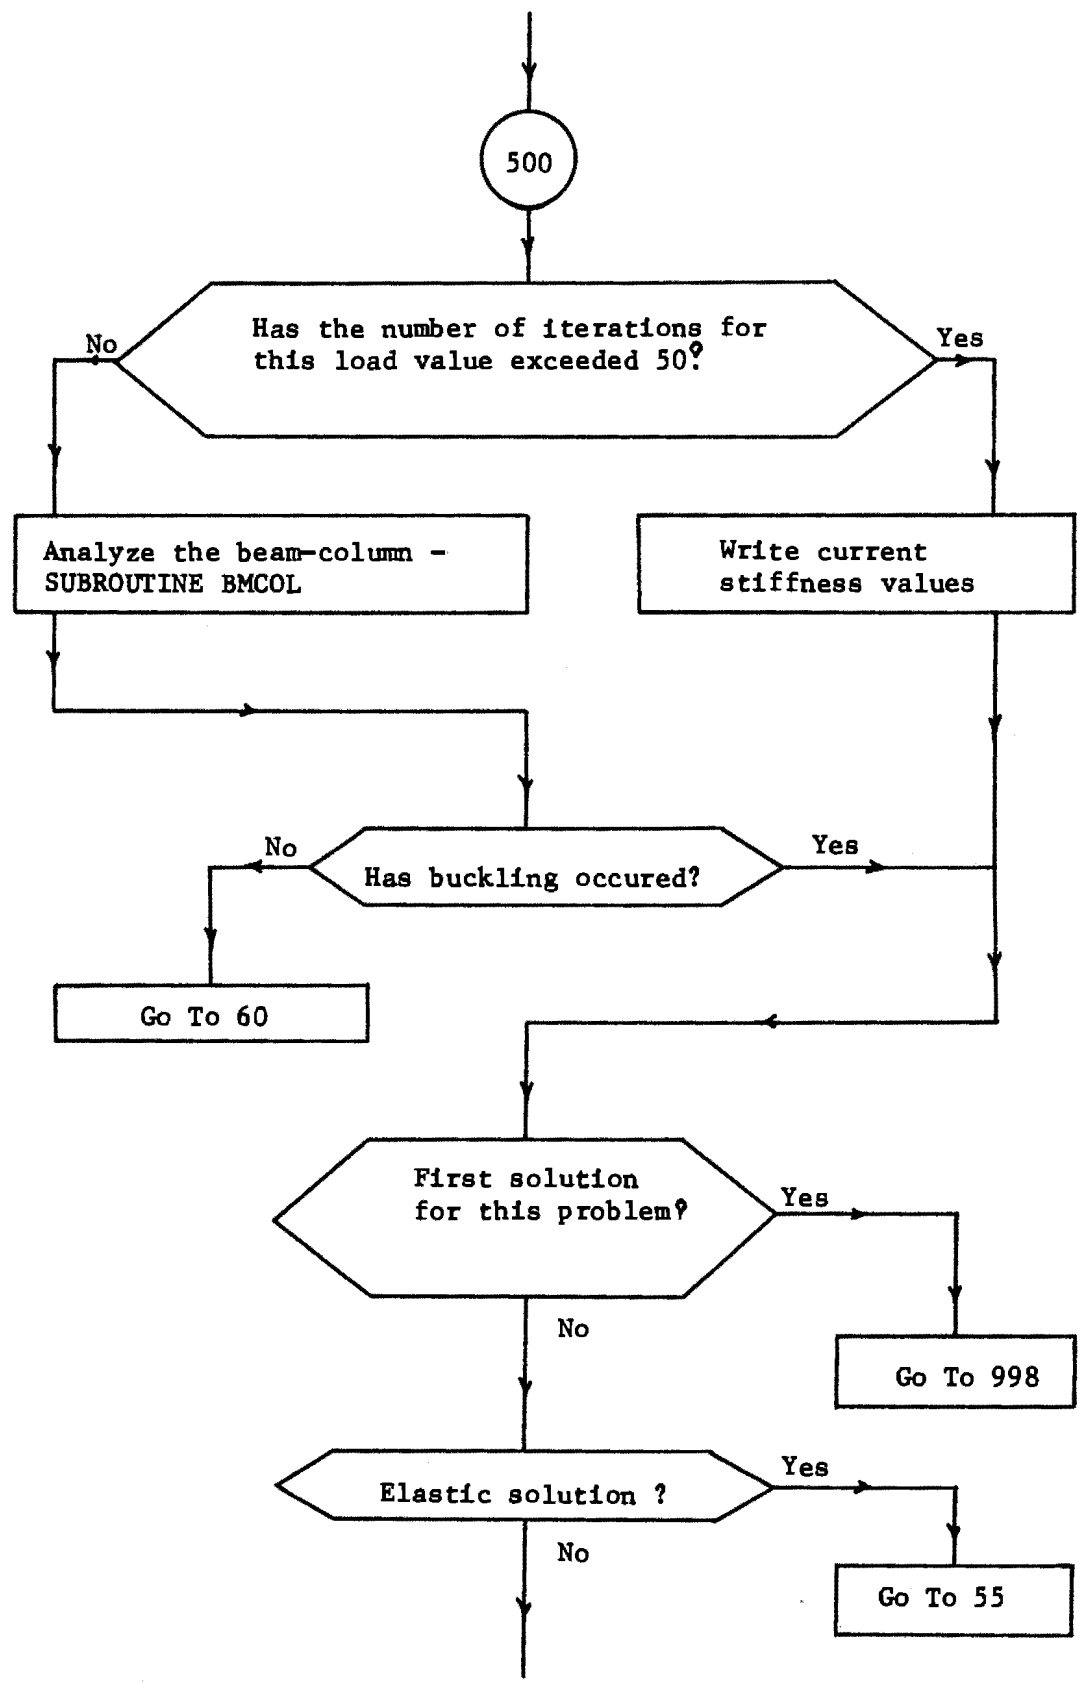 500
Has the number of iterations for
this load value exceeded 50?
No
Yes
Analyze the beam-column -
SUBROUTINE BMCOL
Write current
stiffness values
No
Yes
Has buckling occured?
Go To 60
First solution
for this problem?
Yes
No
Go To 998
Elastic solution ?
Yes
No
Go To 55